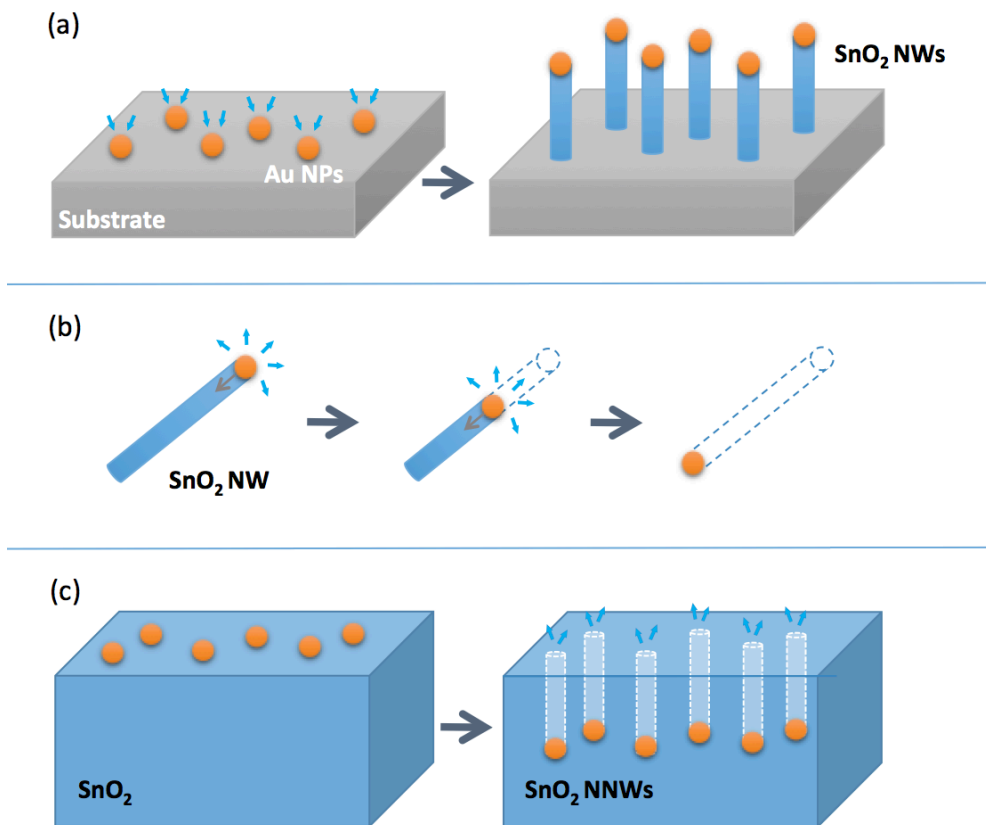 (a)
SnO₂ NWs
Au NPs
Substrate
(b)
SnO₂ NW
(c)
SnO₂
SnO₂ NNWs